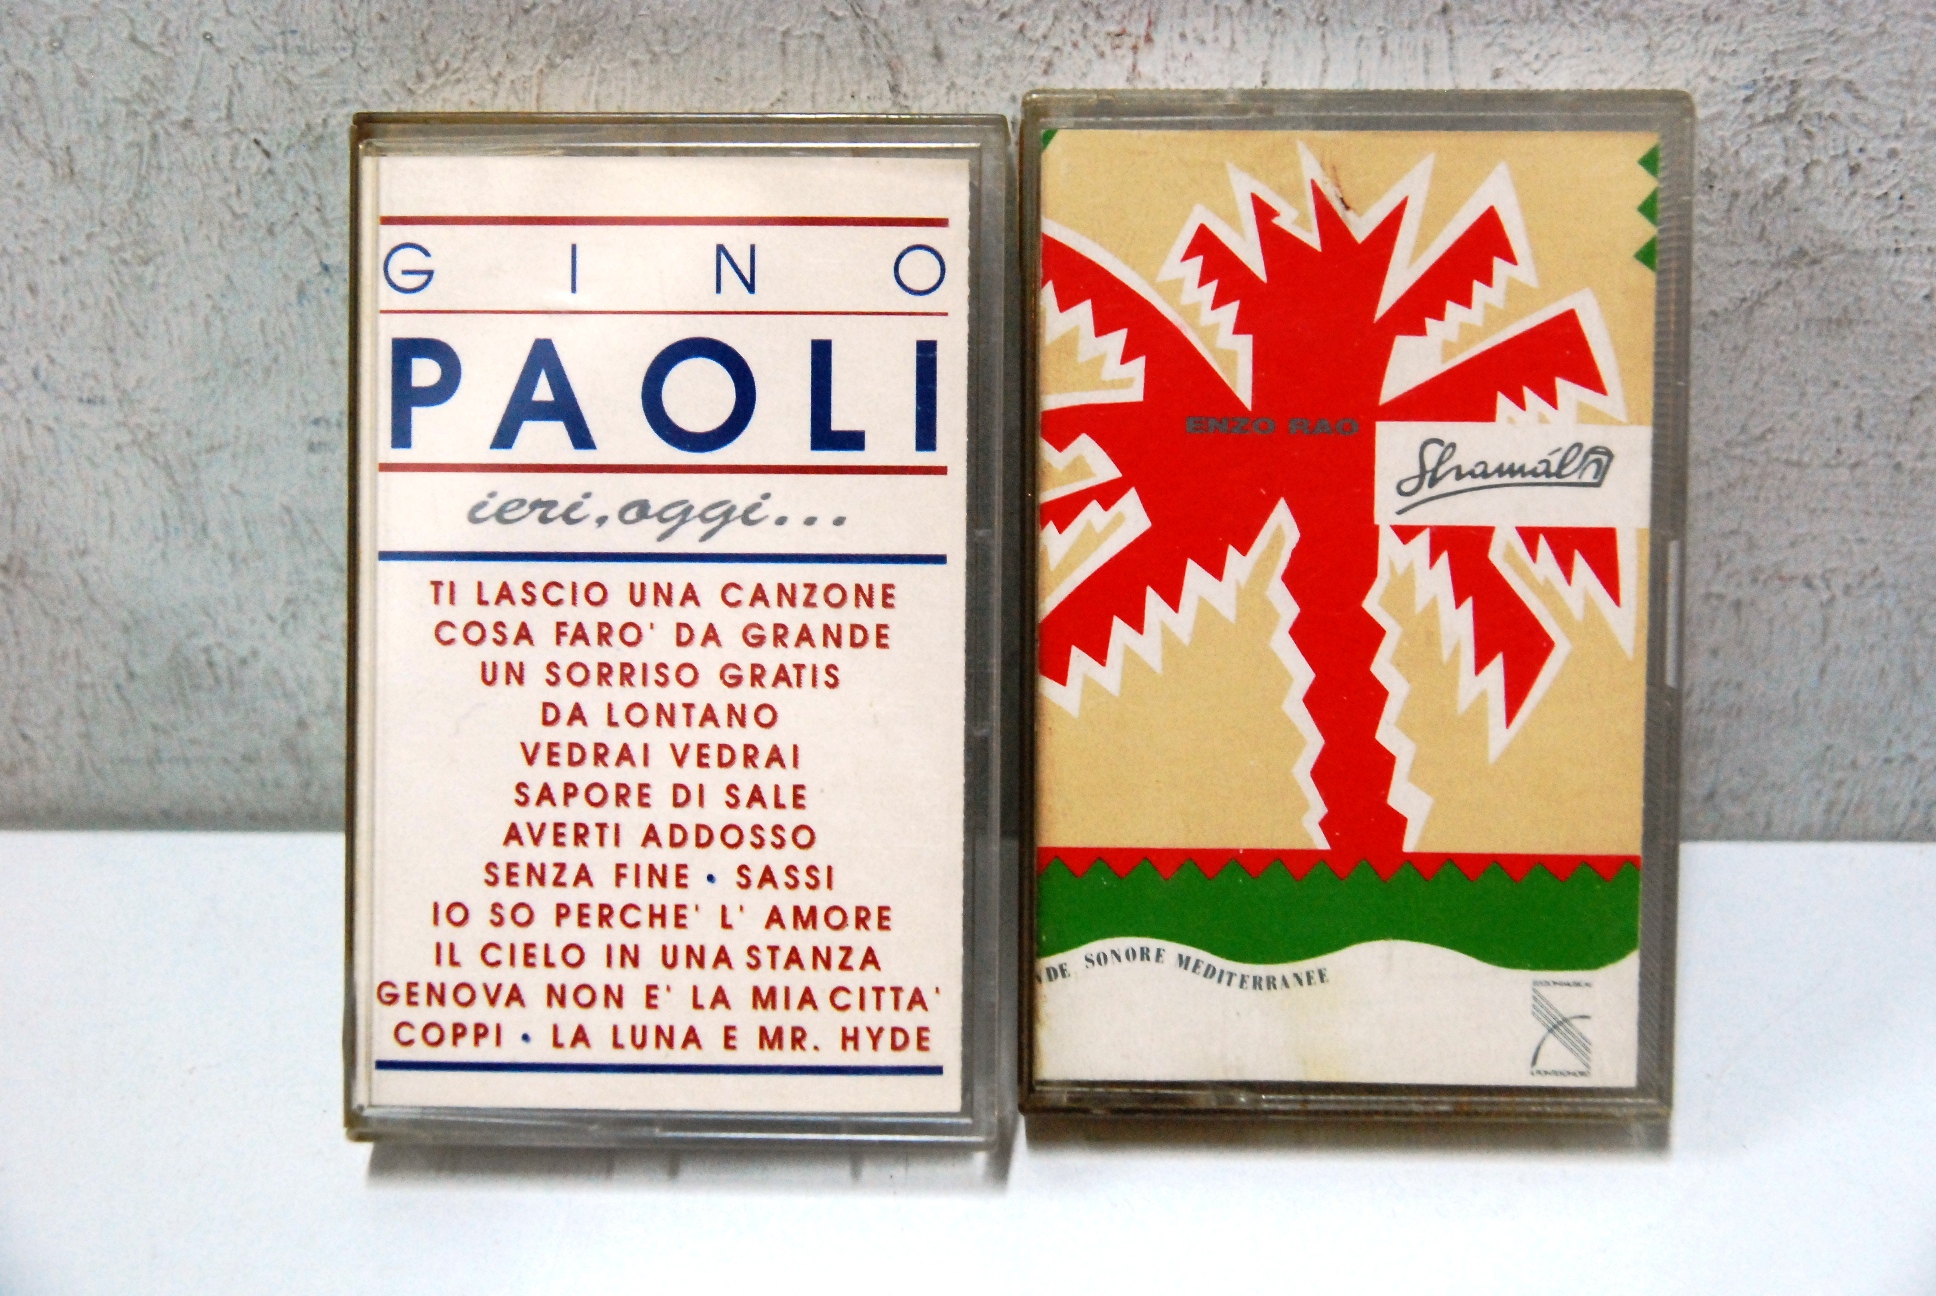 GINO
PAOLI
ieri, oggi...
TI LASCIO UNA CANZONE
COSA FARO' DA GRANDE
UN SORRISO GRATIS
DA LONTANO
VEDRAI VEDRAI
SAPORE DI SALE
AVERTI ADDOSSO
SENZA FINE • SASSI
IO SO PERCHE' L' AMORE
IL CIELO IN UNA STANZA
GENOVA NON E' LA MIA CITTA'
COPPI • LA LUNA E MR. HYDE
ENZO RAO
Shamál
NDE SONORE MEDITERRANEE